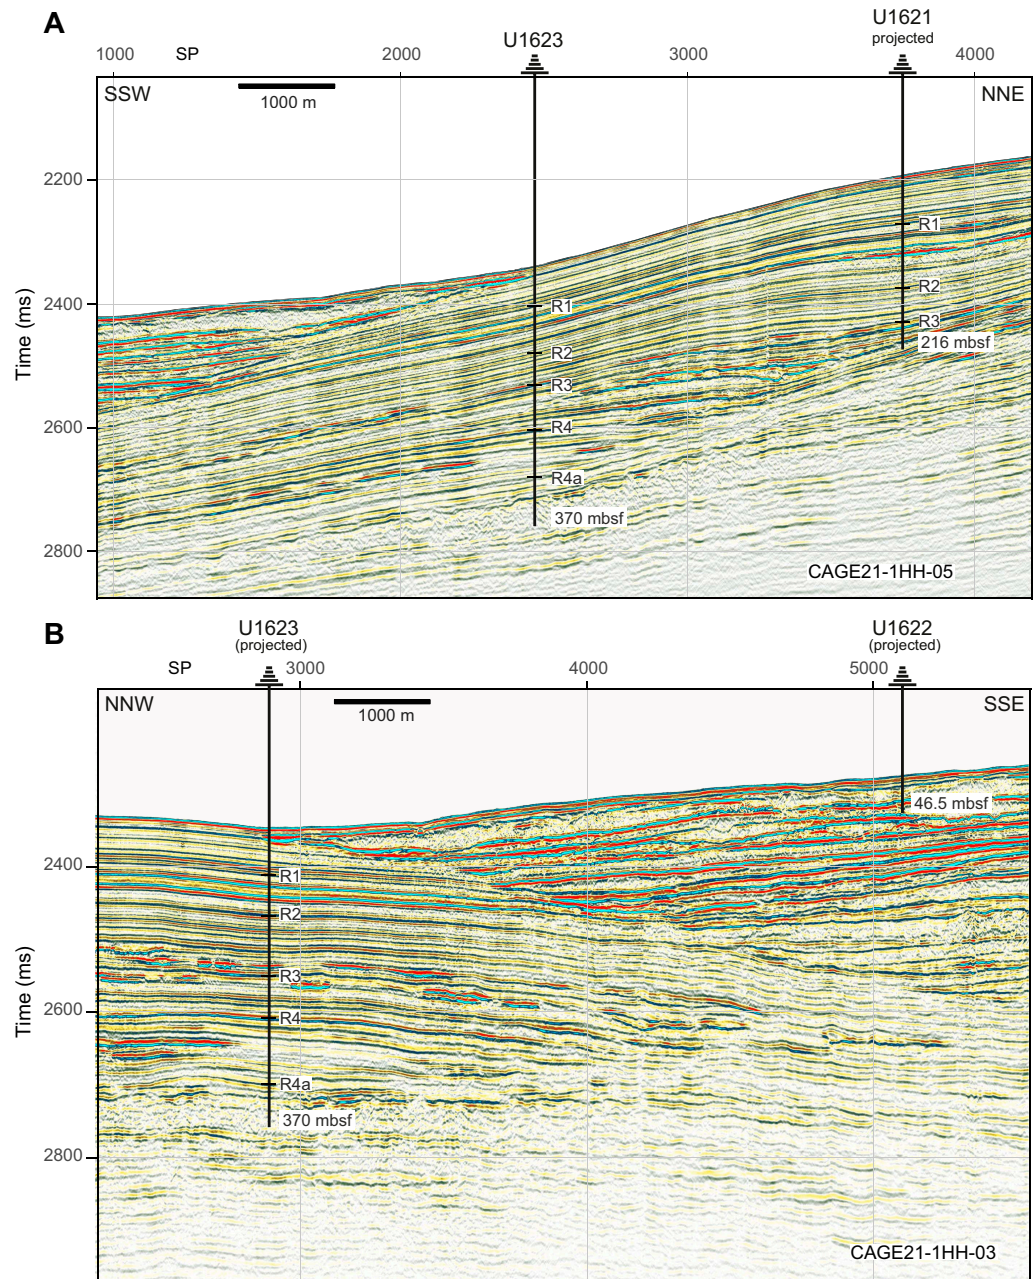 A
U1623
U1621
projected
1000 SP 2000 3000 4000
SSW
1000 m
NNE
2200
R1
R2
R3
216 mbsf
2400
R1
R2
R3
2600
R4
R4a
370 mbsf
2800
Time (ms)
CAGE21-1HH-05
B
U1623
(projected)
U1622
(projected)
SP 3000 4000 5000
NNW
1000 m
SSE
46.5 mbsf
2400
R1
R2
R3
2600
R4
R4a
370 mbsf
2800
Time (ms)
CAGE21-1HH-03